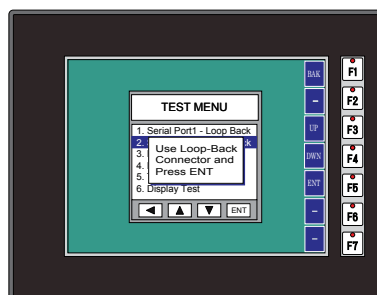 TEST MENU
1. Serial Port1 - Loop Back
2.
3.
4.
5.
6. Display Test
Use Loop-Back
Connector and
Press ENT
ENT
BAK
–
UP
DWN
ENT
–
–
F1
F2
F3
F4
F5
F6
F7